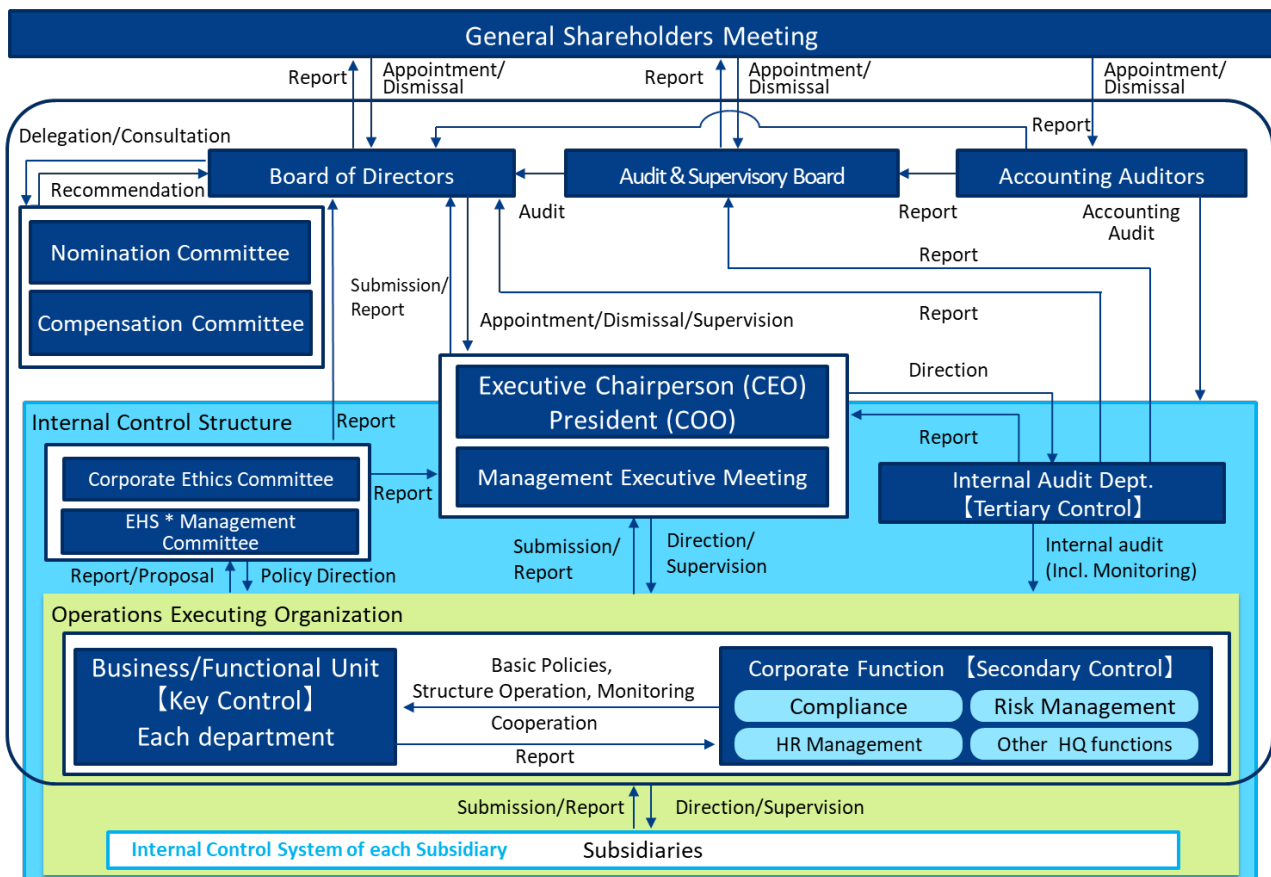 General Shareholders Meeting
Report
Appointment/
Dismissal
Report
Appointment/
Dismissal
Appointment/
Dismissal
Delegation/Consultation
Report
Recommendation
Board of Directors
Audit & Supervisory Board
Accounting Auditors
Audit
Report
Accounting
Audit
Nomination Committee
Compensation Committee
Submission/
Report
Report
Report
Appointment/Dismissal/Supervision
Executive Chairperson (CEO)
President (COO)
Management Executive Meeting
Direction
Report
Internal Control Structure
Report
Corporate Ethics Committee
EHS * Management
Committee
Report
Internal Audit Dept.
【Tertiary Control】
Report/Proposal
Policy Direction
Submission/
Report
Direction/
Supervision
Internal audit
(Incl. Monitoring)
Operations Executing Organization
Business/Functional Unit
【Key Control】
Each department
Basic Policies,
Structure Operation, Monitoring
Cooperation
Report
Corporate Function 【Secondary Control】
Compliance
Risk Management
HR Management
Other HQ functions
Submission/Report
Direction/Supervision
Internal Control System of each Subsidiary
Subsidiaries